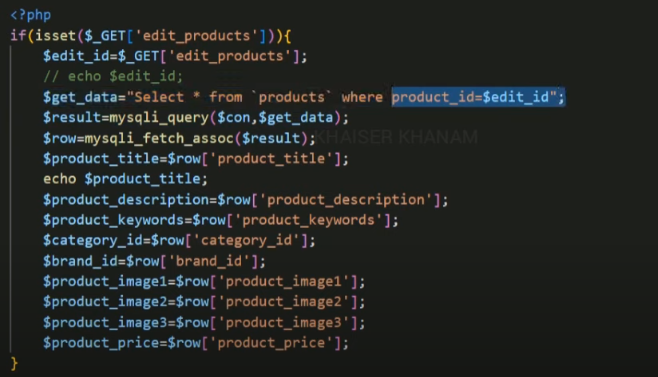 <?php
if(isset($_GET['edit_products'])){
$edit_id=$_GET['edit_products'];
// echo $edit_id;
$get_data="Select * from `products` where product_id=$edit_id";
$result=mysqli_query($con,$get_data);
KHAISER KHANAM
$row=mysqli_fetch_assoc($result);
$product_title=$row['product_title'];
echo $product_title;
$product_description=$row['product_description'];
$product_keywords=$row['product_keywords'];
$category_id=$row['category_id'];
$brand_id=$row['brand_id'];
$product_image1=$row['product_image1'];
$product_image2=$row['product_image2'];
$product_image3=$row['product_image3'];
$product_price=$row['product_price'];
}